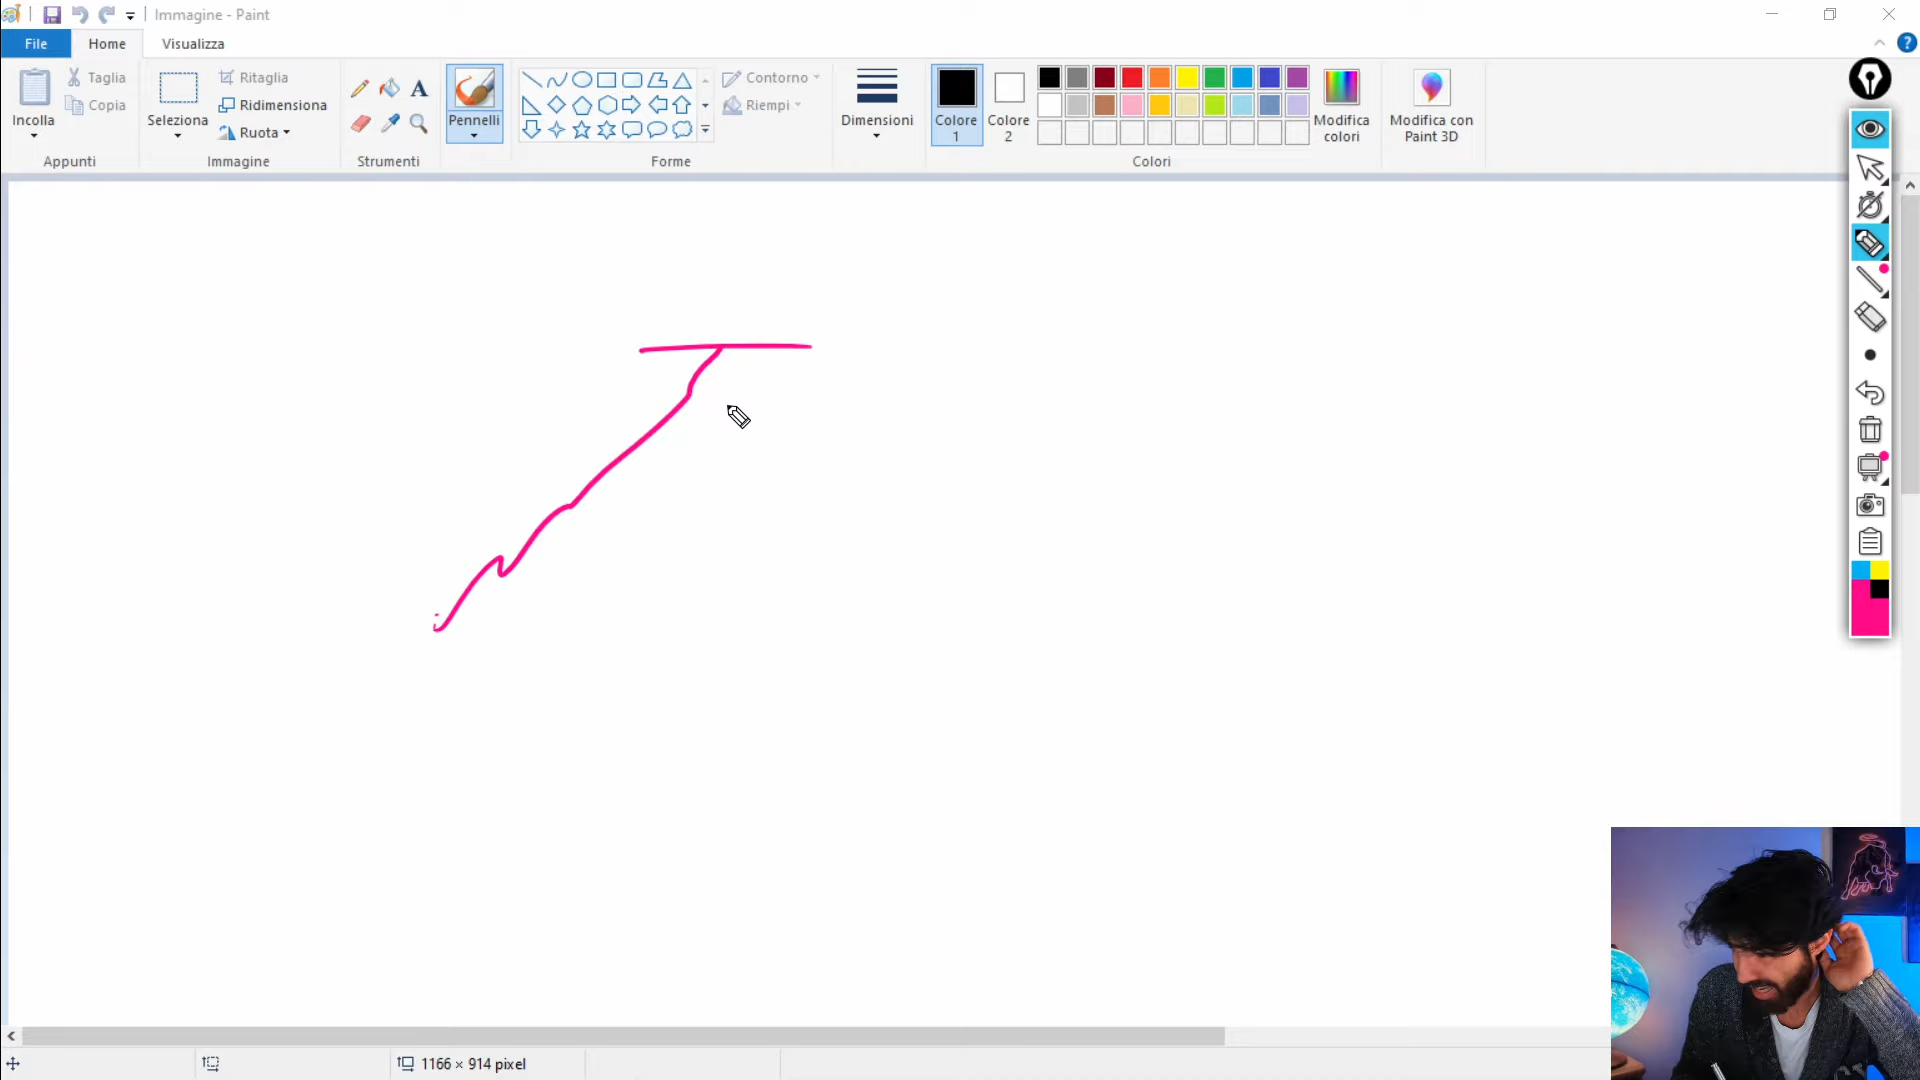 Immagine - Paint
File Home Visualizza
Incolla
Taglia
Copia
Appunti
Seleziona
Ritaglia
Ridimensiona
Ruota
Immagine
A
Strumenti
Pennelli
Contorno
Riempi
Forme
Dimensioni
Colore
1
Colore
2
Modifica
colori
Colori
Modifica con
Paint 3D
?
1166 × 914 pixel